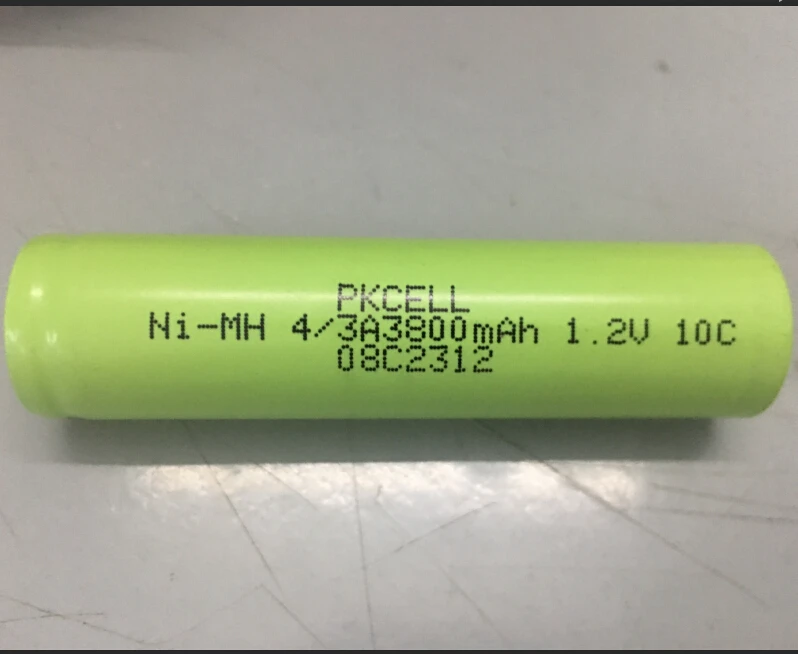 PKCELL
Ni-MH 4/3A3800mAh 1.2V 10C
08C2312